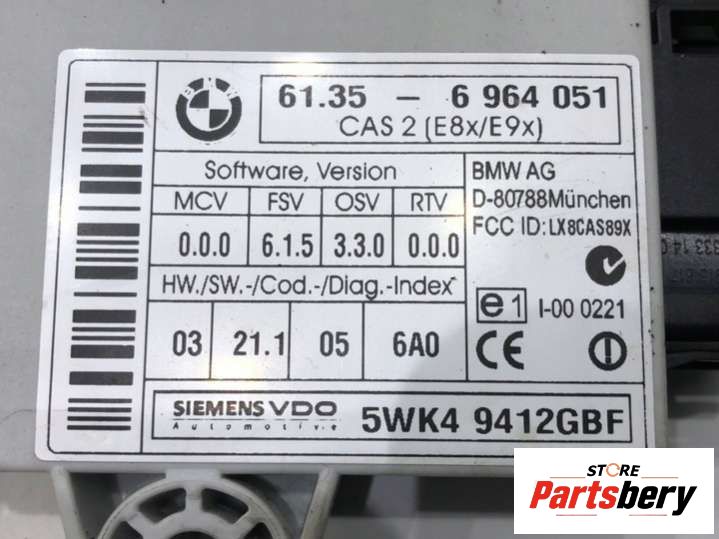 BMW
61.35 – 6 964 051
CAS 2 (E8x/E9x)
Software, Version
MCV FSV OSV RTV
0.0.0 6.1.5 3.3.0 0.0.0
HW./SW.-/Cod.-/Diag.-Index
03 21.1 05 6A0
BMW AG
D-80788München
FCC ID: LX8CAS89X
e1 I-00 0221
CE
SIEMENS VDO
Automotive
5WK4 9412GBF
STORE
Partsbery